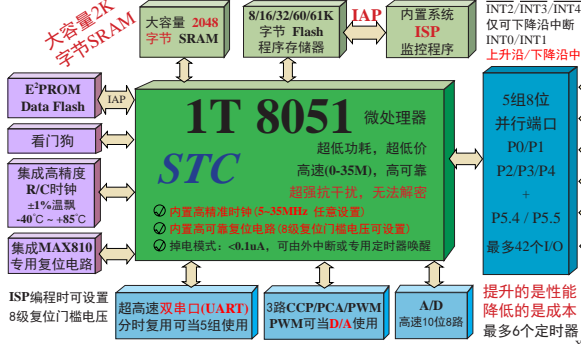 大容量2K
字节SRAM
大容量 2048
字节 SRAM
8/16/32/60/61K
字节 Flash
程序存储器
IAP
内置系统
ISP
监控程序
INT2/INT3/INT4
仅可下降沿中断
INT0/INT1
上升沿/下降沿中
E²PROM
Data Flash
IAP
看门狗
集成高精度
R/C时钟
±1%温飘
-40℃~+85℃
集成MAX810
专用复位电路
1T 8051 微处理器
STC
超低功耗，超低价
高速(0-35M)，高可靠
超强抗干扰，无法解密
内置高精准时钟(5~35MHz 任意设置)
内置高可靠复位电路(8级复位门槛电压可设置)
掉电模式：<0.1uA，可由外中断或专用定时器唤醒
5组8位
并行端口
P0/P1
P2/P3/P4
+
P5.4 / P5.5
最多42个I/O
ISP编程时可设置
8级复位门槛电压
超高速双串口(UART)
分时复用可当5组使用
3路CCP/PCA/PWM
PWM可当D/A使用
A/D
高速10位8路
提升的是性能
降低的是成本
最多6个定时器